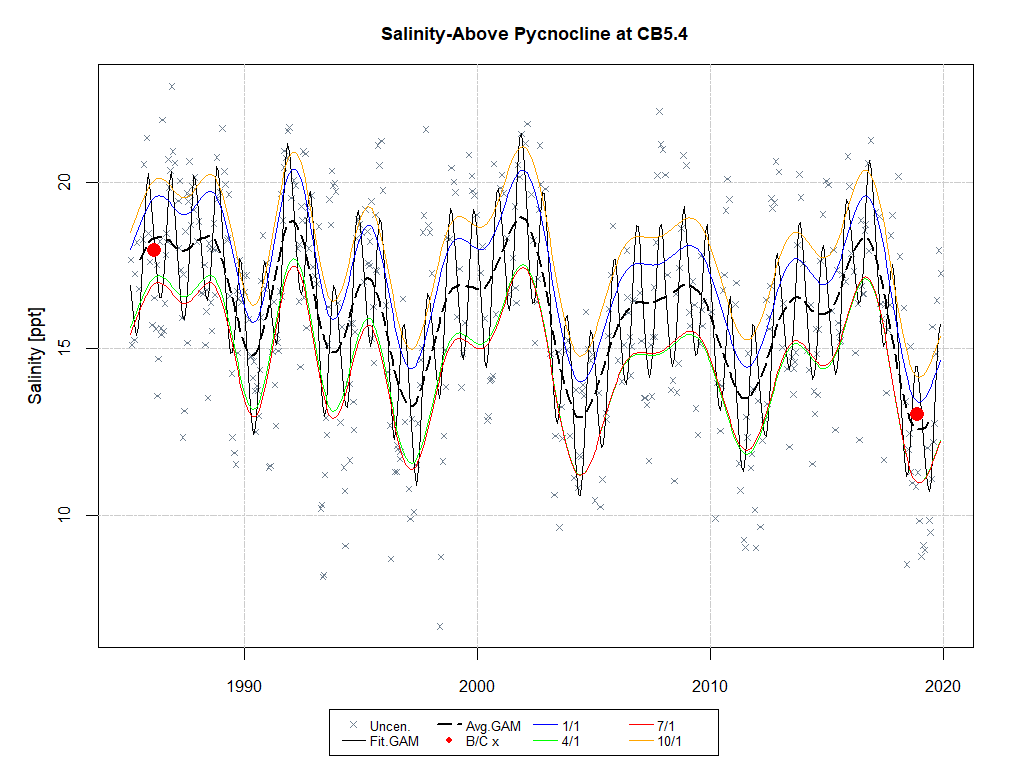 Salinity-Above Pycnocline at CB5.4
Salinity [ppt]
20
15
10
1990 2000 2010 2020
Uncen. Avg.GAM 1/1 7/1
Fit.GAM B/C x 4/1 10/1